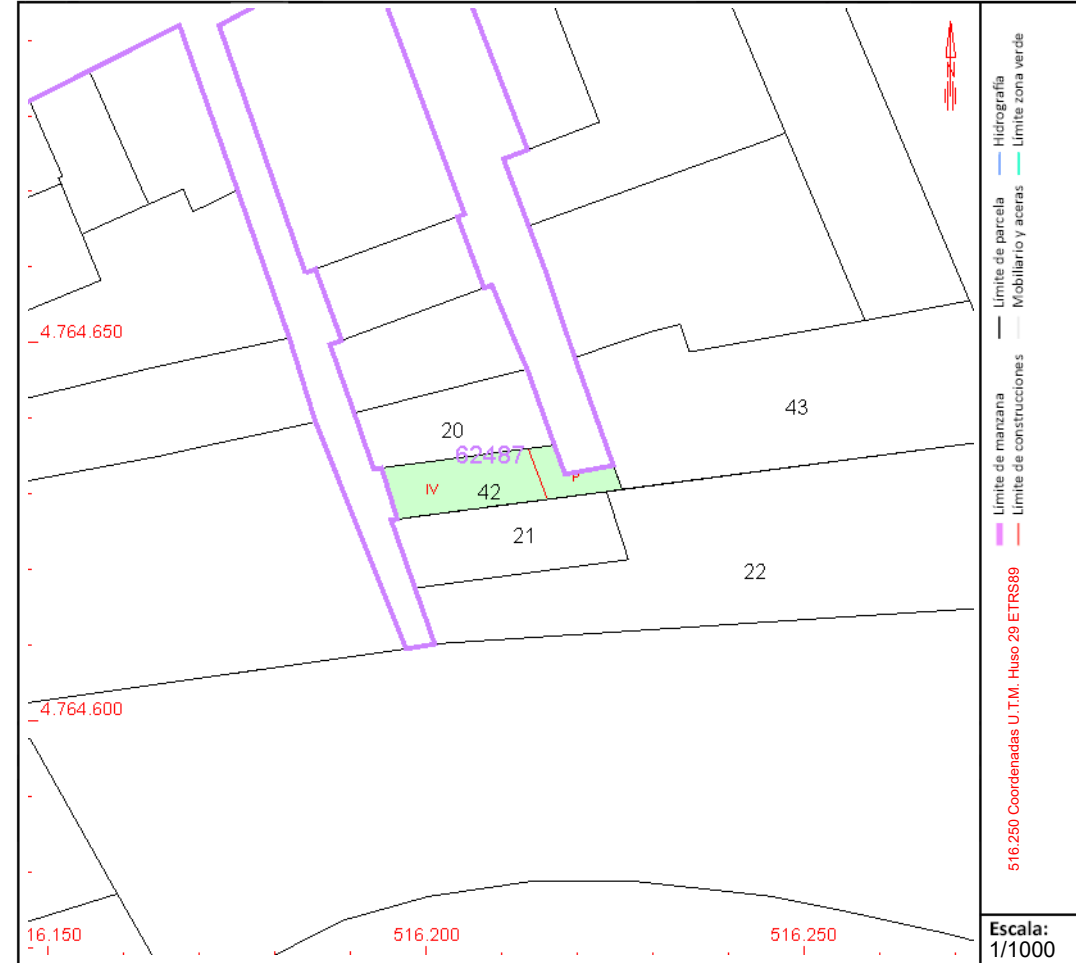 N
4.764.650
43
20
62487
IV
42
P
21
22
4.764.600
16.150
516.200
516.250
516.250 Coordenadas U.T.M. Huso 29 ETRS89
Límite de manzana
Límite de parcela
Hidrografía
Límite de construcciones
Mobiliario y aceras
Límite zona verde
Escala:
1/1000